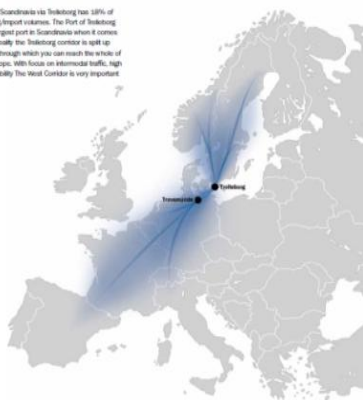 Scandinavia via Trelleborg has 18% of
/import volumes. The Port of Trelleborg
rgest port in Scandinavia when it comes
eality the Trelleborg corridor is split up
hrough which you can reach the whole of
ope. With focus on intermodal traffic, high
bility The West Corridor is very important
Trelleborg
Travemünde